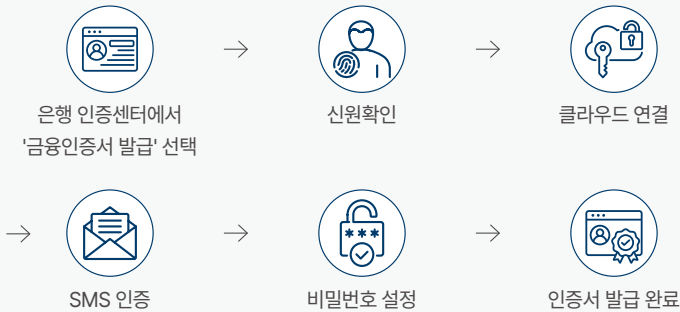 은행 인증센터에서
'금융인증서 발급' 선택
신원확인
클라우드 연결
SMS 인증
비밀번호 설정
인증서 발급 완료